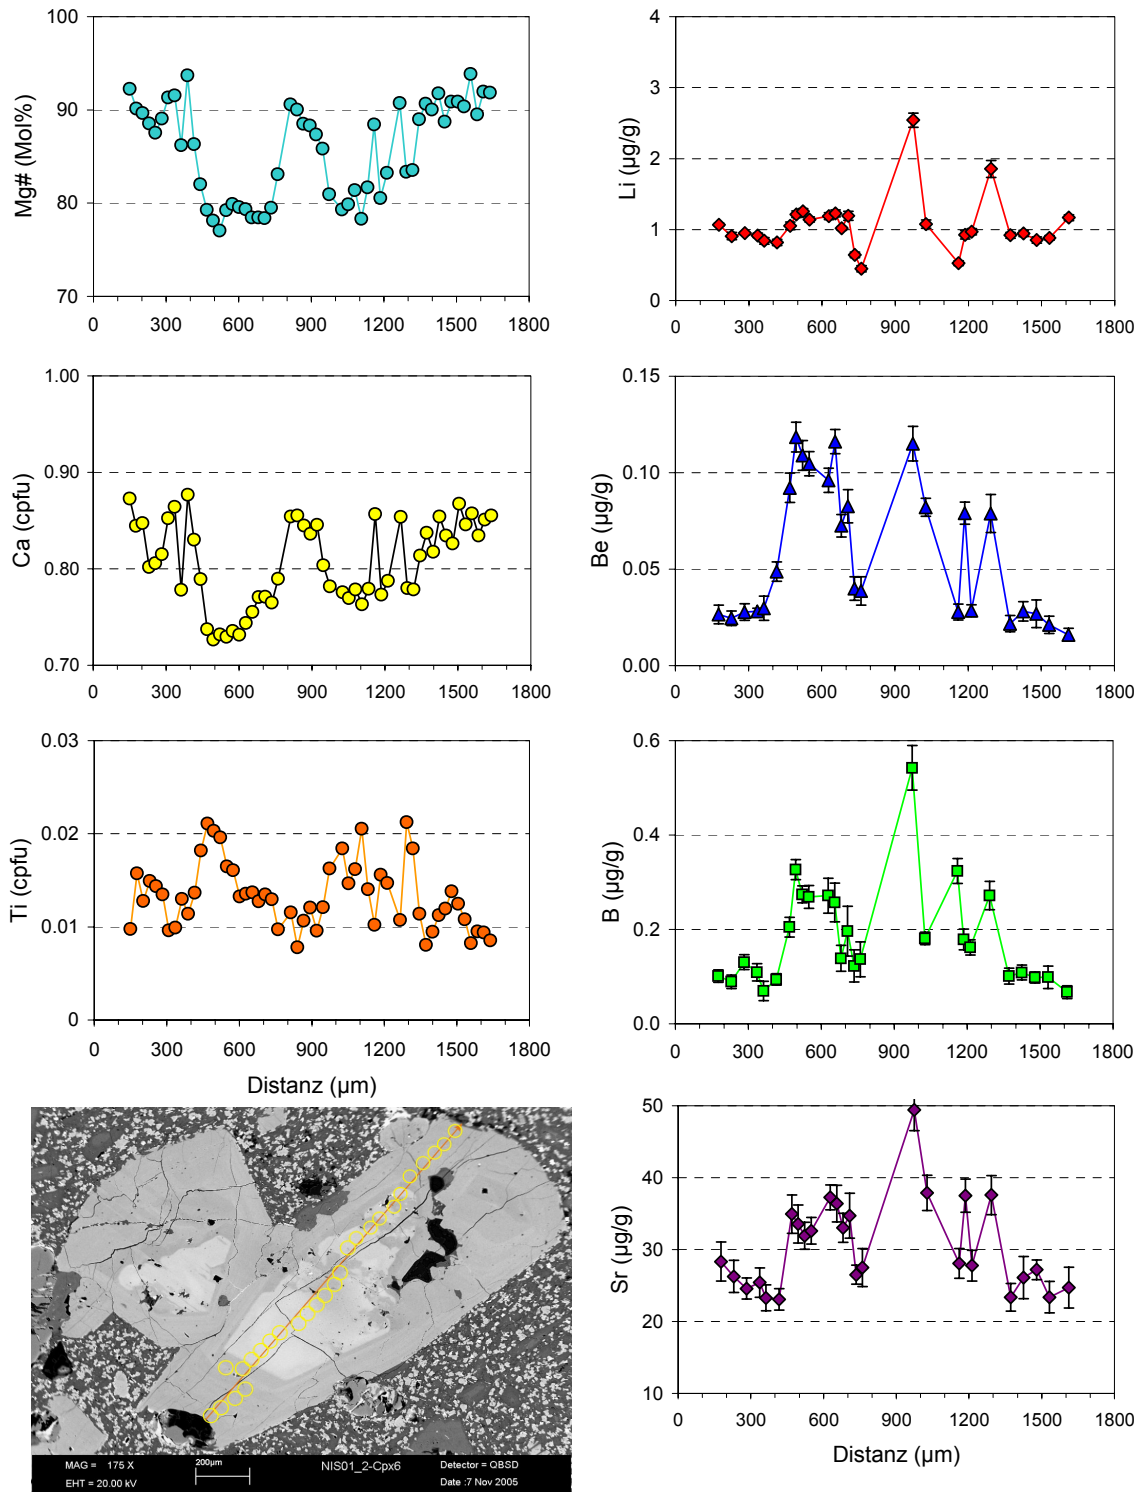 100
90
80
70
Mg# (Mol%)
0 300 600 900 1200 1500 1800
4
3
2
1
0
Li (µg/g)
0 300 600 900 1200 1500 1800
1.00
0.90
0.80
0.70
Ca (cpfu)
0 300 600 900 1200 1500 1800
0.15
0.10
0.05
0.00
Be (µg/g)
0 300 600 900 1200 1500 1800
0.03
0.02
0.01
0
Ti (cpfu)
0 300 600 900 1200 1500 1800
Distanz (µm)
0.6
0.4
0.2
0.0
B (µg/g)
0 300 600 900 1200 1500 1800
50
40
30
20
10
Sr (µg/g)
0 300 600 900 1200 1500 1800
Distanz (µm)
MAG = 175 X
EHT = 20.00 kV
200µm
NIS01_2-Cpx6
Detector = QBSD
Date :7 Nov 2005